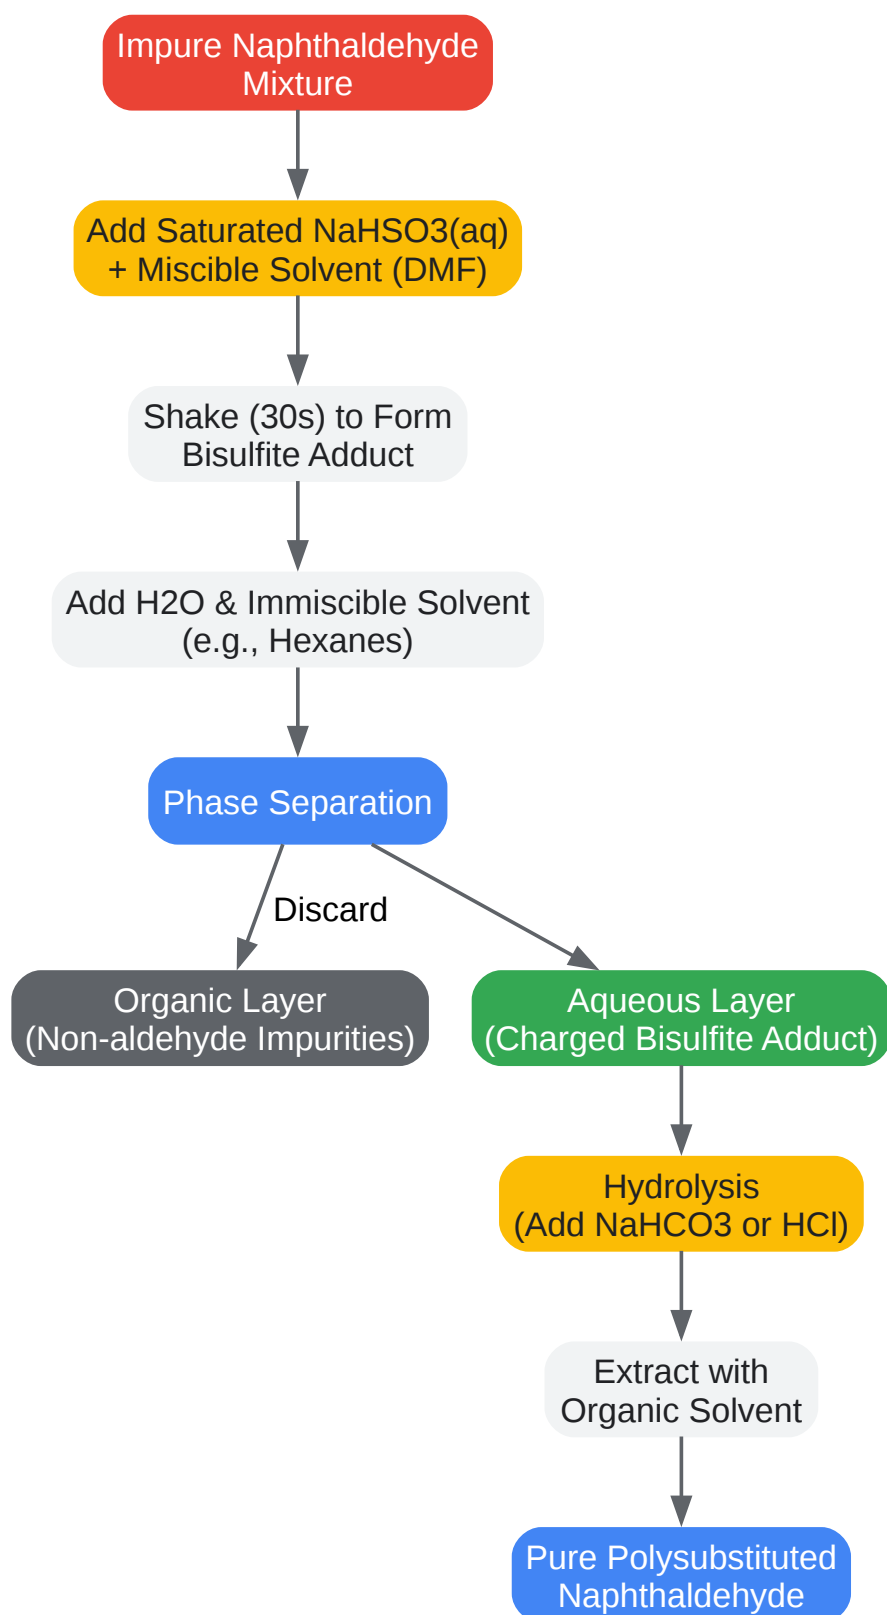 Impure Naphthaldehyde
Mixture
Add Saturated NaHSO3(aq)
+ Miscible Solvent (DMF)
Shake (30s) to Form
Bisulfite Adduct
Add H2O & Immiscible Solvent
(e.g., Hexanes)
Phase Separation
Discard
Organic Layer
(Non-aldehyde Impurities)
Aqueous Layer
(Charged Bisulfite Adduct)
Hydrolysis
(Add NaHCO3 or HCl)
Extract with
Organic Solvent
Pure Polysubstituted
Naphthaldehyde